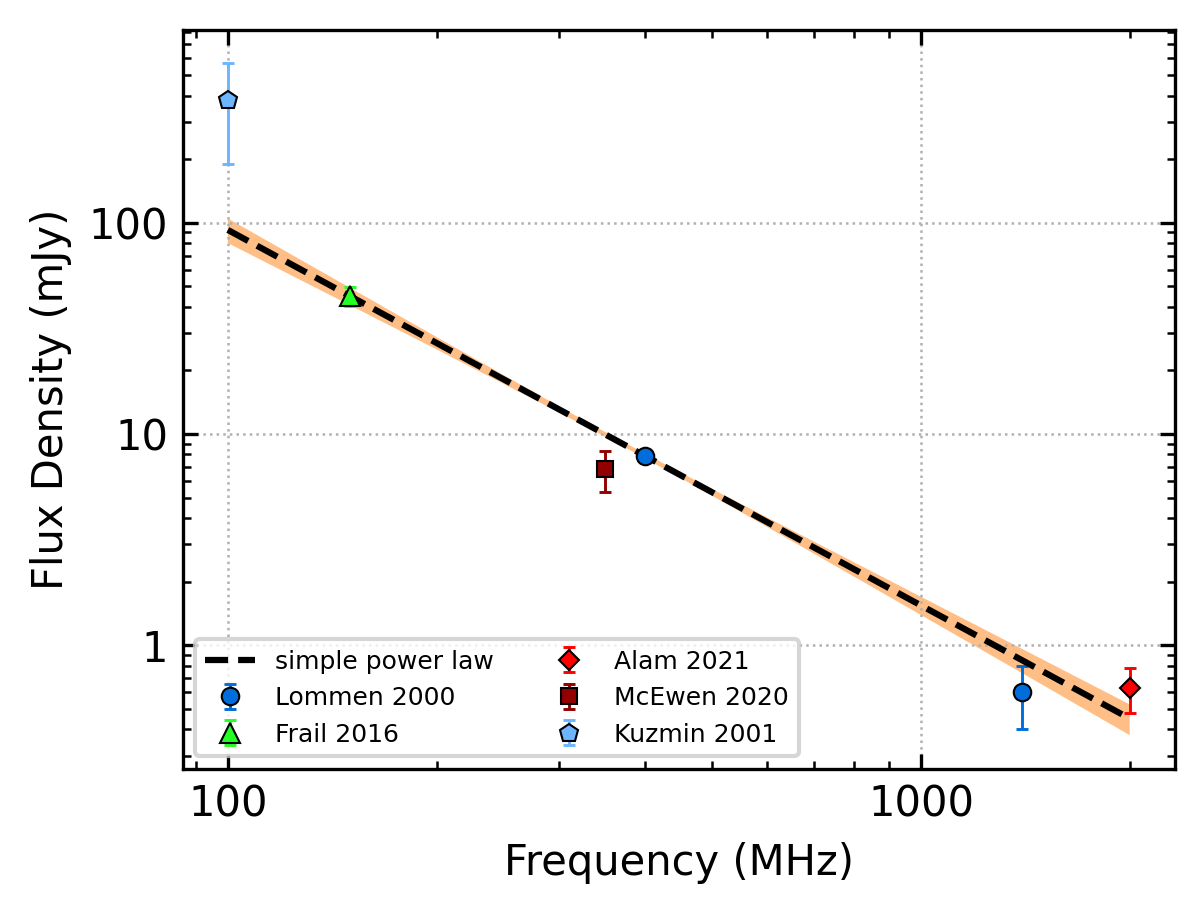 Flux Density (mJy)
100
10
1
simple power law
Lommen 2000
Frail 2016
Alam 2021
McEwen 2020
Kuzmin 2001
100
1000
Frequency (MHz)